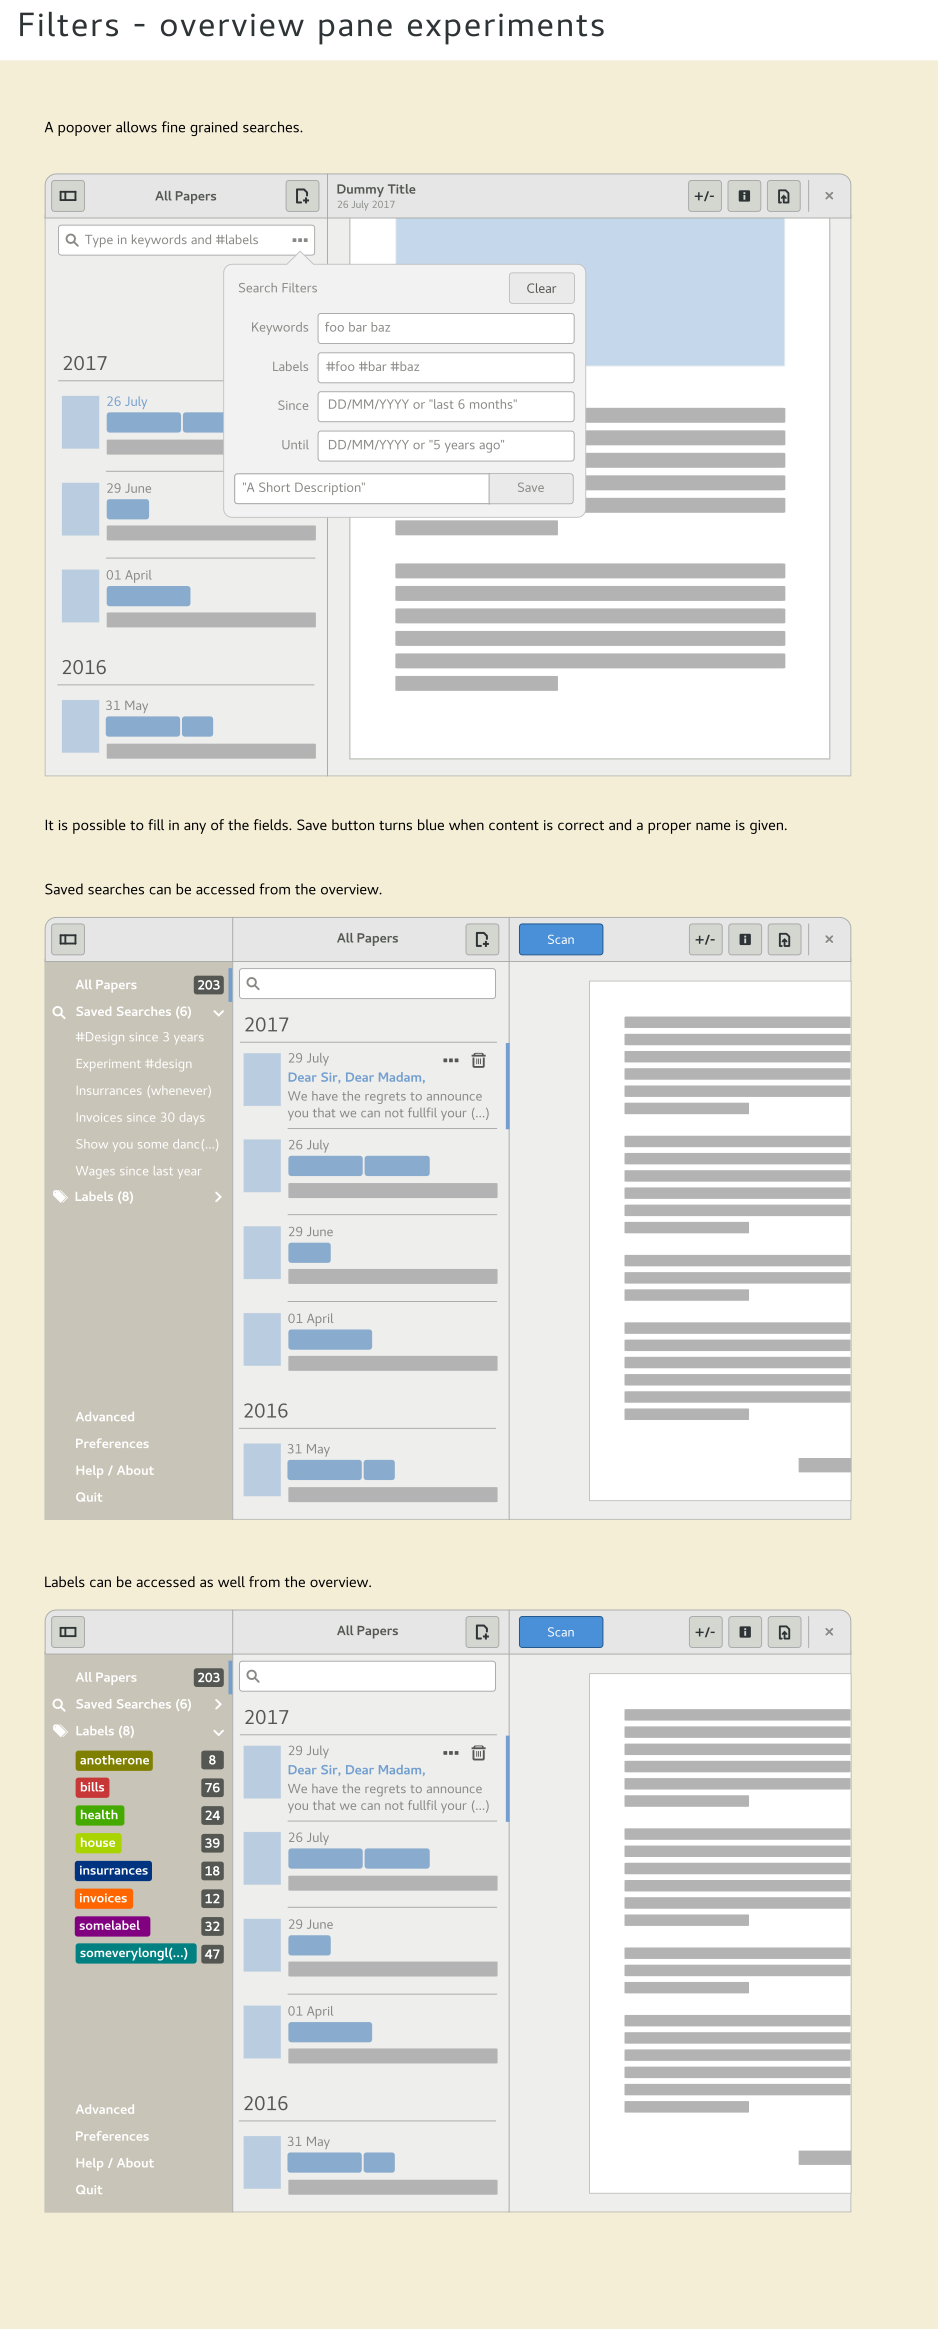 Filters - overview pane experiments
A popover allows fine grained searches.
All Papers
Dummy Title
26 July 2017
+/-
Type in keywords and #labels
Search Filters
Clear
Keywords
foo bar baz
Labels
#foo #bar #baz
Since
DD/MM/YYYY or "last 6 months"
Until
DD/MM/YYYY or "5 years ago"
"A Short Description"
Save
2017
26 July
29 June
01 April
2016
31 May
It is possible to fill in any of the fields. Save button turns blue when content is correct and a proper name is given.
Saved searches can be accessed from the overview.
All Papers
Scan
+/-
All Papers
203
Saved Searches (6)
#Design since 3 years
Experiment #design
Insurrances (whenever)
Invoices since 30 days
Show you some danc(...)
Wages since last year
Labels (8)
Advanced
Preferences
Help / About
Quit
2017
29 July
Dear Sir, Dear Madam,
We have the regrets to announce
you that we can not fullfil your (...)
26 July
29 June
01 April
2016
31 May
Labels can be accessed as well from the overview.
All Papers
Scan
+/-
All Papers
203
Saved Searches (6)
Labels (8)
anotherone 8
bills 76
health 24
house 39
insurrances 18
invoices 12
somelabel 32
someverylongl(...) 47
Advanced
Preferences
Help / About
Quit
2017
29 July
Dear Sir, Dear Madam,
We have the regrets to announce
you that we can not fullfil your (...)
26 July
29 June
01 April
2016
31 May